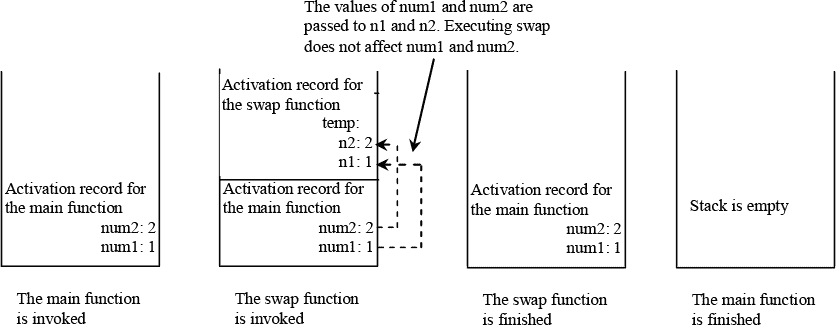 The values of num1 and num2 are
passed to n1 and n2. Executing swap
does not affect num1 and num2.
Activation record for
the main function
num2: 2
num1: 1
The main function
is invoked
Activation record for
the swap function
temp:
n2: 2
n1: 1
Activation record for
the main function
num2: 2
num1: 1
The swap function
is invoked
Activation record for
the main function
num2: 2
num1: 1
The swap function
is finished
Stack is empty
The main function
is finished